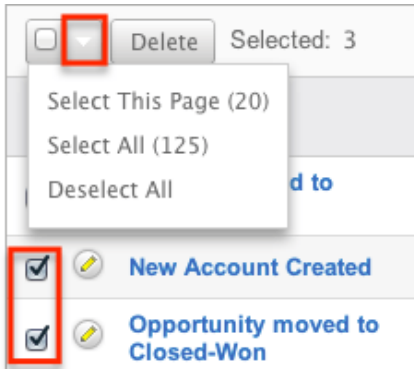 Delete Selected: 3
Select This Page (20)
Select All (125)
Deselect All
d to
New Account Created
Opportunity moved to
Closed-Won